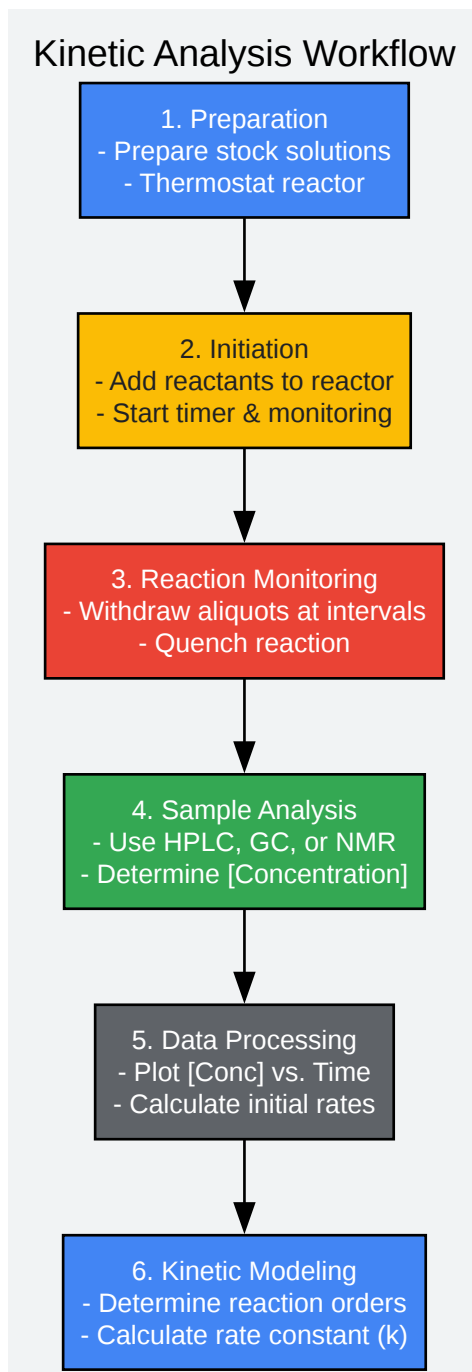 Kinetic Analysis Workflow
1. Preparation
- Prepare stock solutions
- Thermostat reactor
2. Initiation
- Add reactants to reactor
- Start timer & monitoring
3. Reaction Monitoring
- Withdraw aliquots at intervals
- Quench reaction
4. Sample Analysis
- Use HPLC, GC, or NMR
- Determine [Concentration]
5. Data Processing
- Plot [Conc] vs. Time
- Calculate initial rates
6. Kinetic Modeling
- Determine reaction orders
- Calculate rate constant (k)